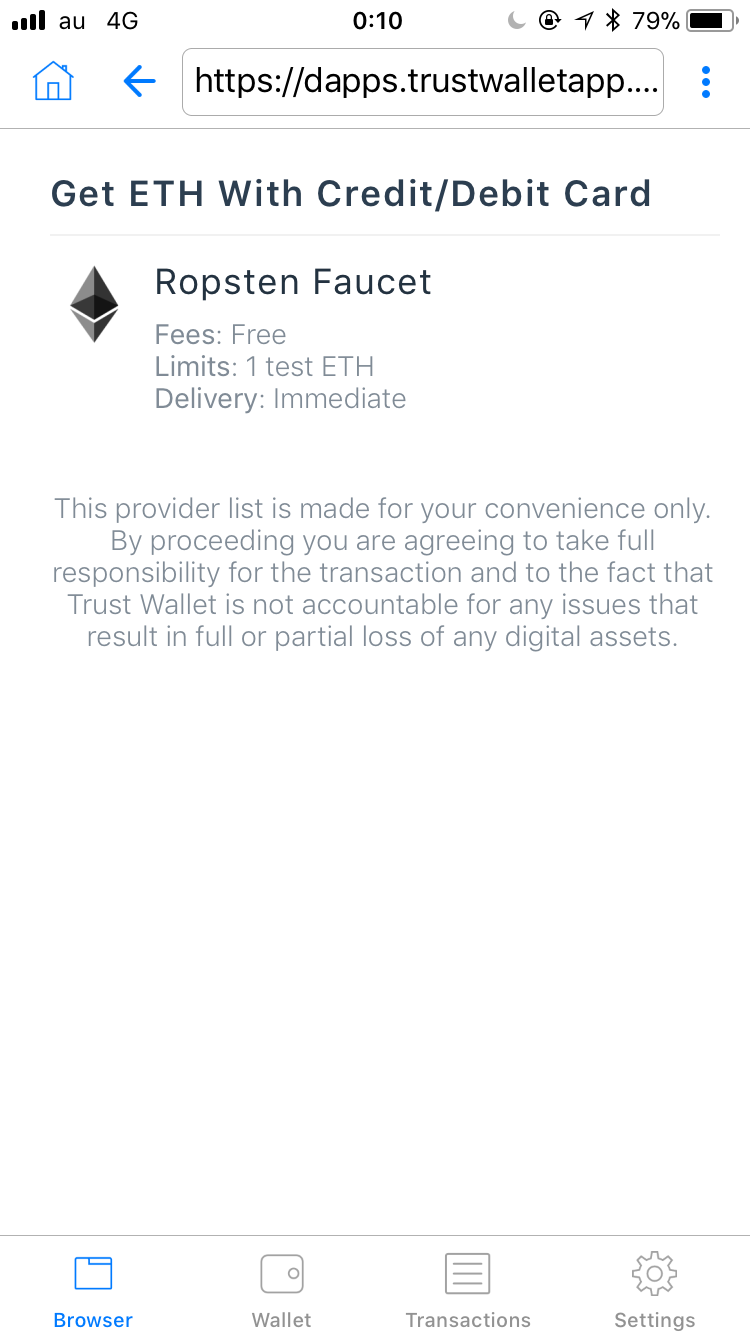 au 4G 0:10 79%
https://dapps.trustwalletapp....
Get ETH With Credit/Debit Card
Ropsten Faucet
Fees: Free
Limits: 1 test ETH
Delivery: Immediate
This provider list is made for your convenience only.
By proceeding you are agreeing to take full
responsibility for the transaction and to the fact that
Trust Wallet is not accountable for any issues that
result in full or partial loss of any digital assets.
Browser Wallet Transactions Settings